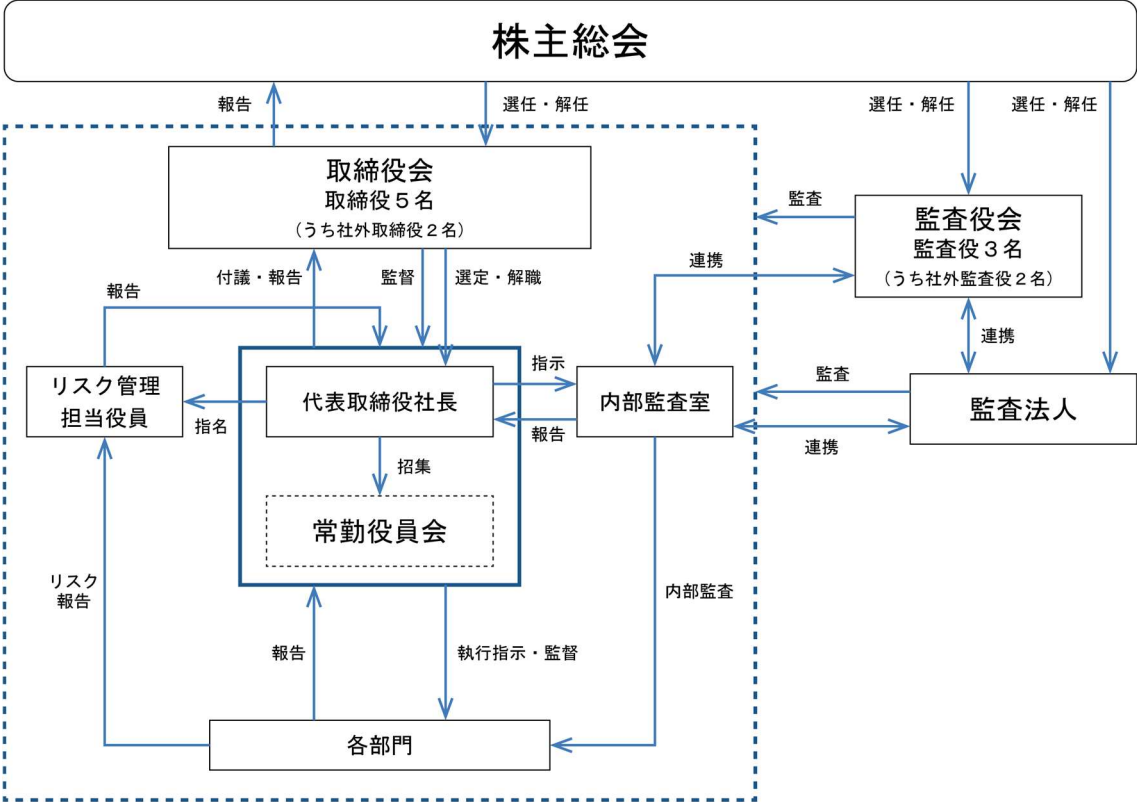 株主総会
報告
選任・解任
選任・解任
選任・解任
取締役会
取締役５名
（うち社外取締役２名）
監査
監査役会
監査役３名
（うち社外監査役２名）
付議・報告
監督
選定・解職
連携
報告
連携
リスク管理
担当役員
指名
代表取締役社長
指示
報告
内部監査室
監査
連携
監査法人
招集
常勤役員会
リスク
報告
内部監査
報告
執行指示・監督
各部門